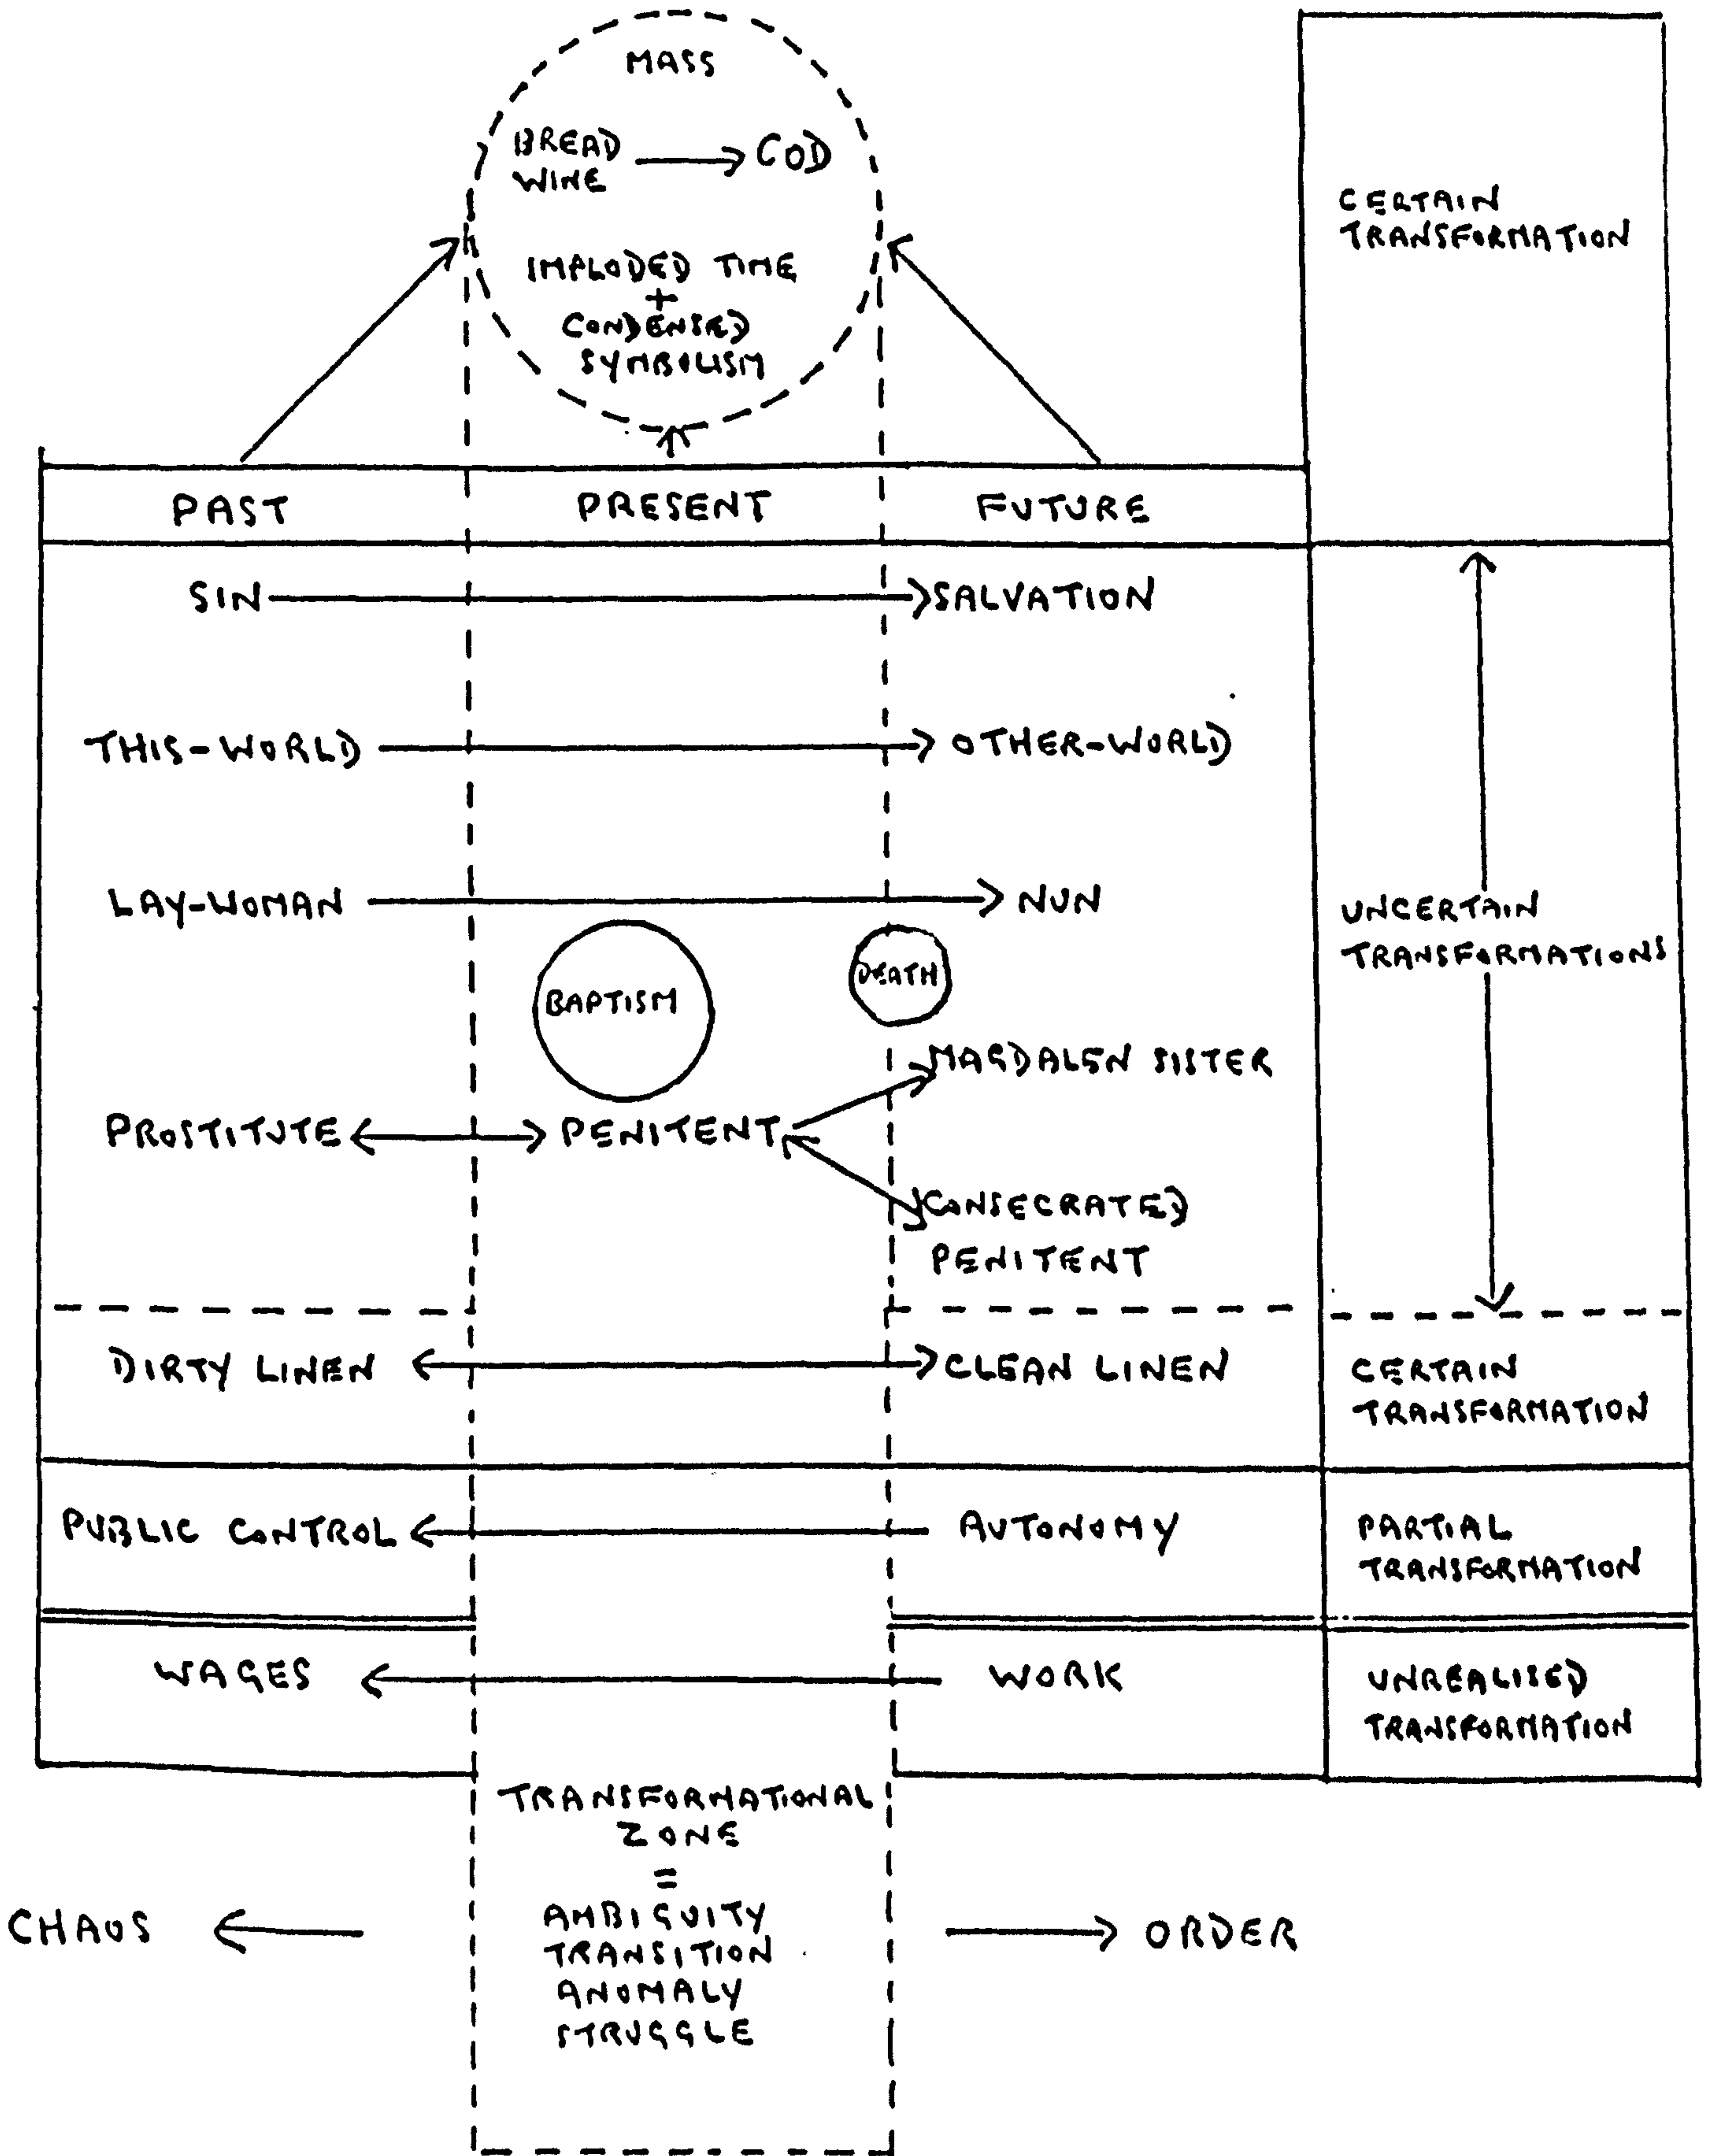 MASS
BREAD
WINE
COD
IMPLODED TIME
+
CONDENSED
SYMBOLISM
CERTAIN
TRANSFORMATION
PAST
PRESENT
FUTURE
SIN
SALVATION
THIS-WORLD
OTHER-WORLD
LAY-WOMAN
NUN
UNCERTAIN
TRANSFORMATIONS
BAPTISM
DEATH
MAGDALEN SISTER
PROSTITUTE
PENITENT
CONSECRATED
PENITENT
DIRTY LINEN
CLEAN LINEN
CERTAIN
TRANSFORMATION
PUBLIC CONTROL
AUTONOMY
PARTIAL
TRANSFORMATION
WAGES
WORK
UNREALISED
TRANSFORMATION
TRANSFORMATIONAL
ZONE
=
AMBIGUITY
TRANSITION
ANOMALY
STRUGGLE
CHAOS
ORDER